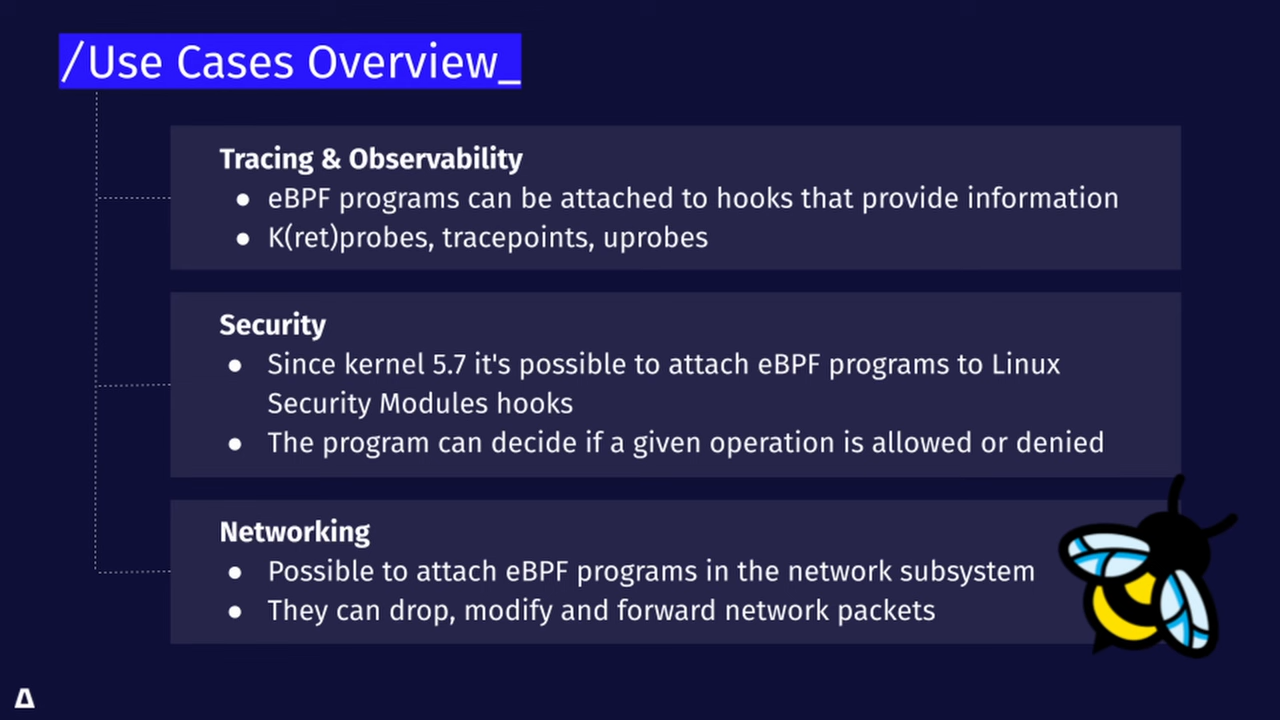 /Use Cases Overview_
Tracing & Observability
● eBPF programs can be attached to hooks that provide information
● K(ret)probes, tracepoints, uprobes
Security
● Since kernel 5.7 it's possible to attach eBPF programs to Linux
Security Modules hooks
● The program can decide if a given operation is allowed or denied
Networking
● Possible to attach eBPF programs in the network subsystem
● They can drop, modify and forward network packets